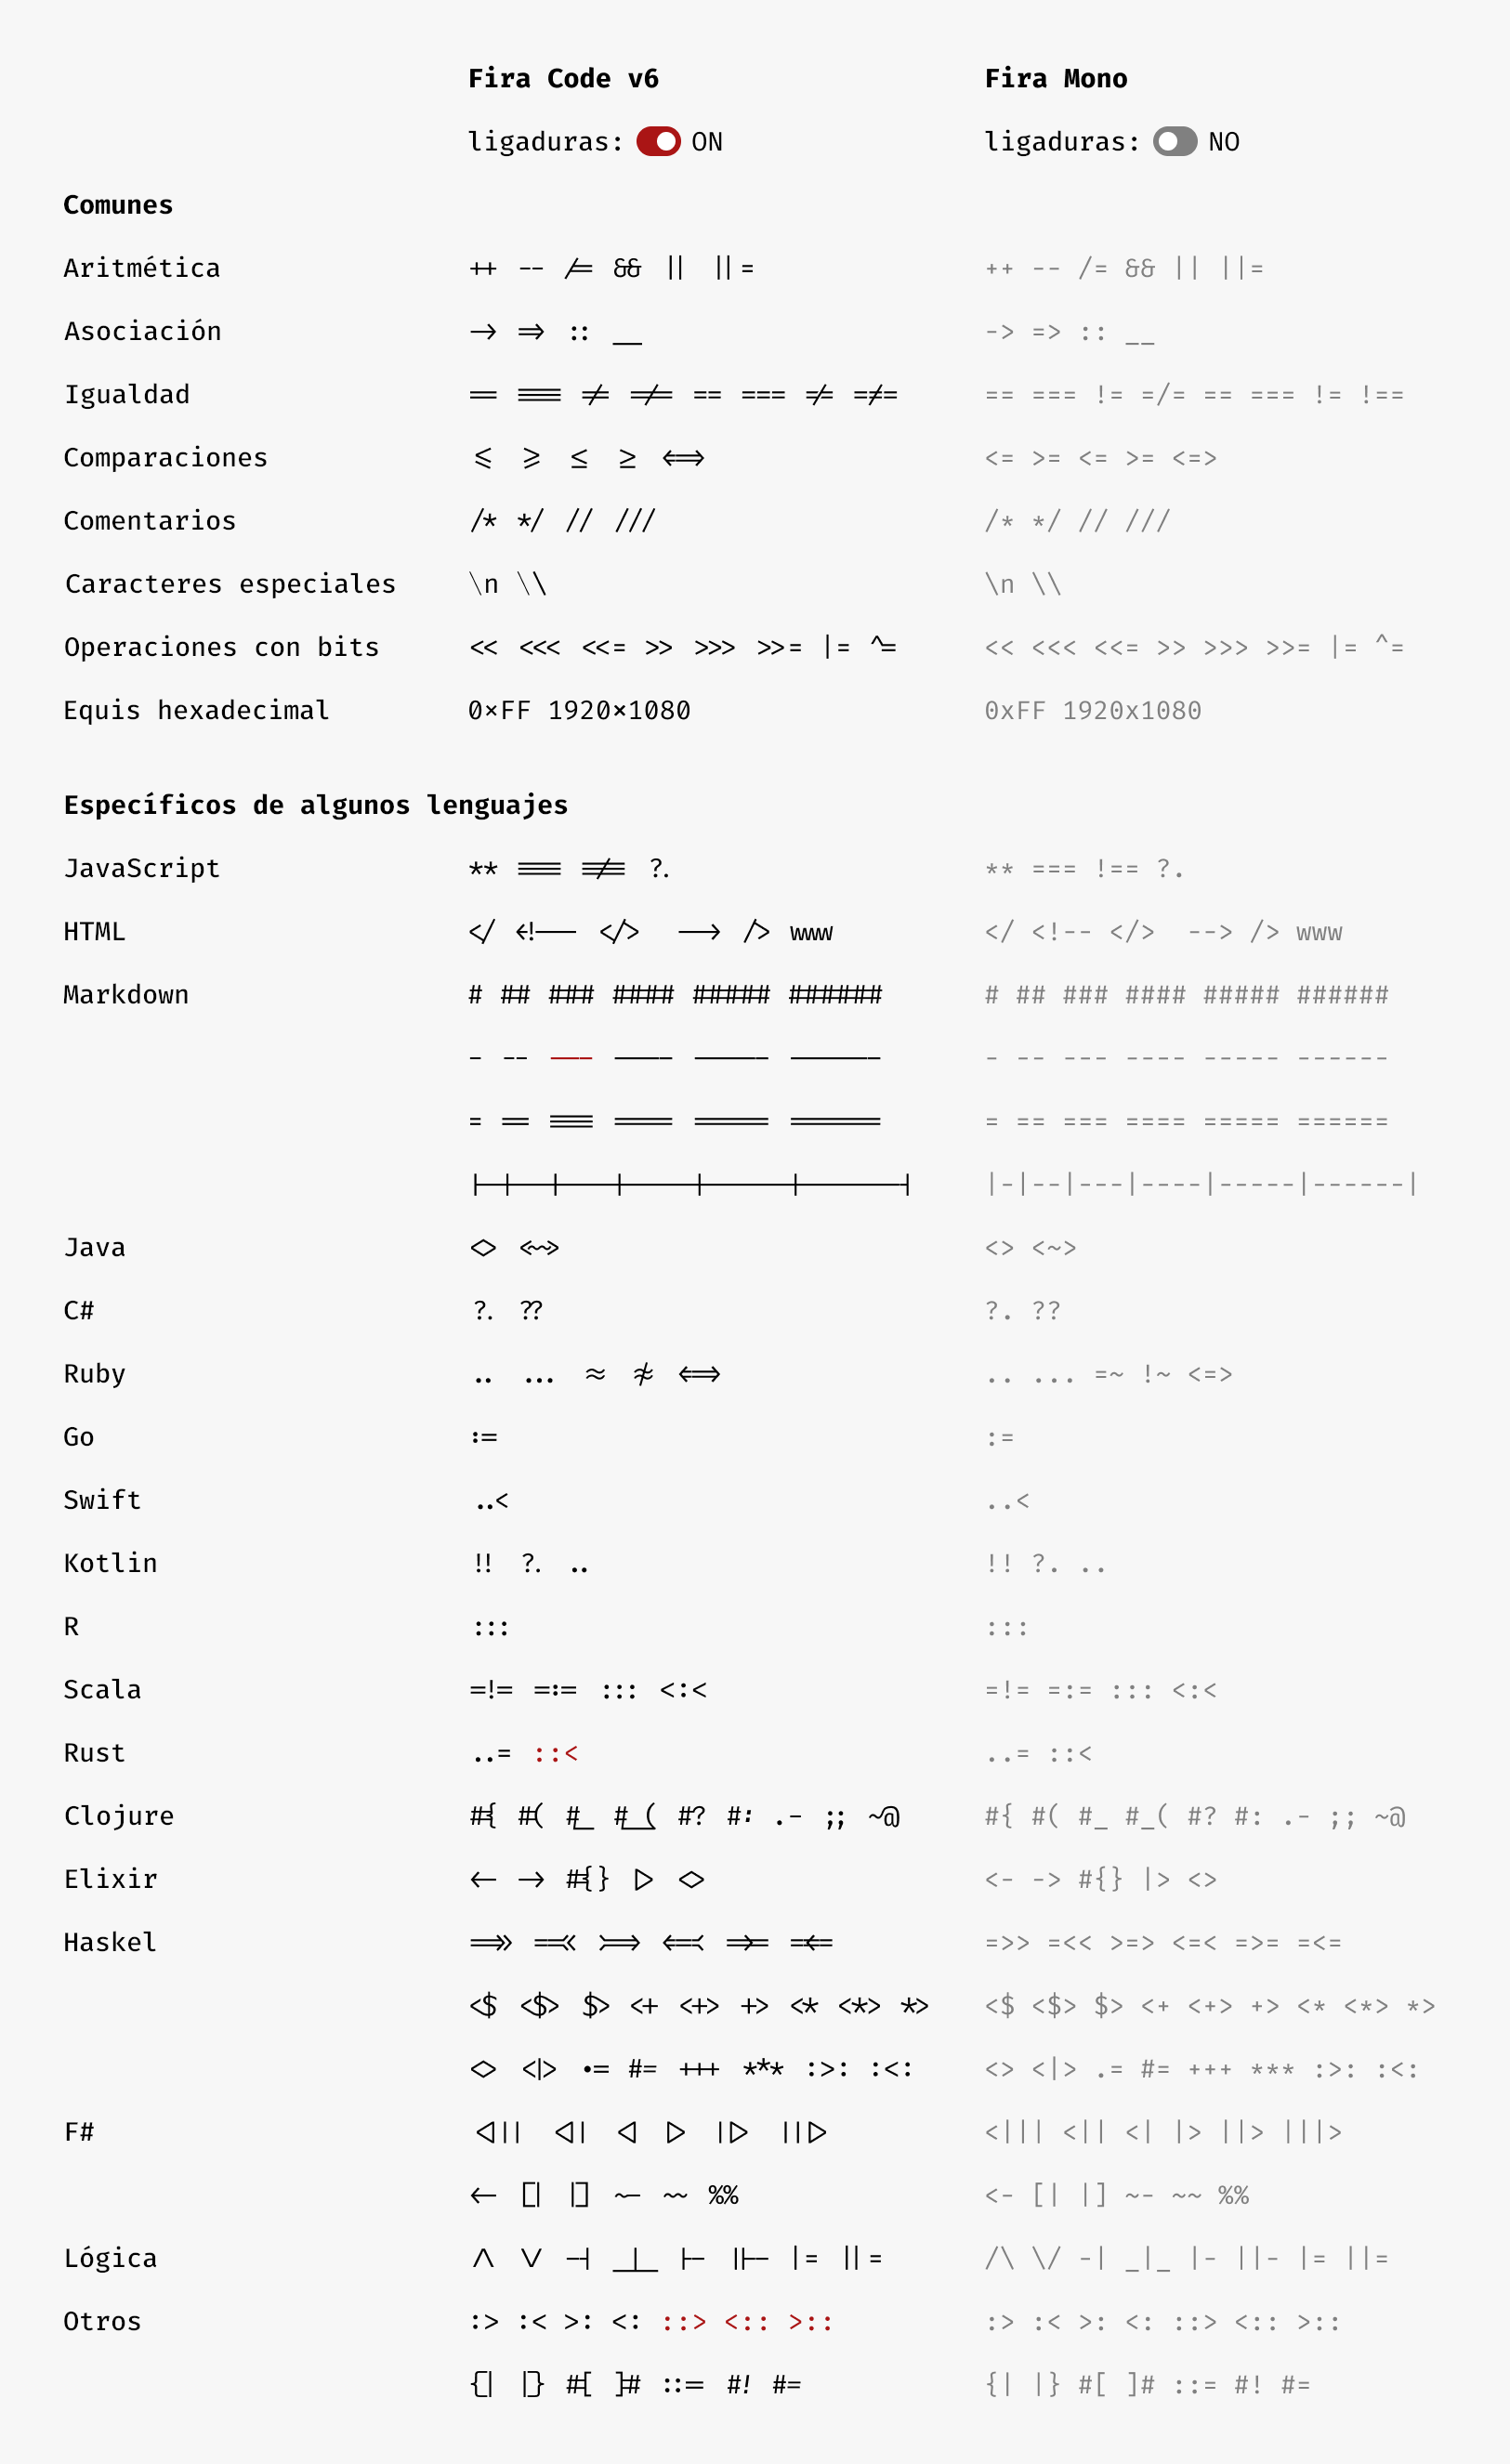 Fira Code v6 Fira Mono
ligaduras: ON ligaduras: NO
Comunes
Aritmética ++ -- /= && || ||= ++ -- /= && || ||=
Asociación -> => :: __ -> => :: __
Igualdad == === != =/= == === != !== == === != =/= == === != !==
Comparaciones <= >= <= >= <=> <= >= <= >= <=>
Comentarios /* */ // /// /* */ // ///
Caracteres especiales \n \\ \n \\
Operaciones con bits << <<< <<= >> >>> >>= |= ^= << <<< <<= >> >>> >>= |= ^=
Equis hexadecimal 0×FF 1920×1080 0xFF 1920x1080
Específicos de algunos lenguajes
JavaScript ** === !== ?. ** === !== ?.
HTML </ <!-- </> --> /> www </ <!-- </> --> /> www
Markdown # ## ### #### ##### ###### # ## ### #### ##### ######
- -- --- ---- ----- ------ - -- --- ---- ----- ------
= == === ==== ===== ====== = == === ==== ===== ======
|-|--|---|----|-----|------| |-|--|---|----|-----|------|
Java <> <~> <> <~>
C# ?. ?? ?. ??
Ruby .. ... =~ !~ <=> .. ... =~ !~ <=>
Go := :=
Swift ..< ..<
Kotlin !! ?. .. !! ?. ..
R ::: :::
Scala =!= =:= ::: <:< =!= =:= ::: <:<
Rust ..= ::< ..= ::<
Clojure #{ #( #_ #_( #? #: .- ;; ~@ #{ #( #_ #_( #? #: .- ;; ~@
Elixir <- -> #{} |> <> <- -> #{} |> <>
Haskel =>> =<< >=> <=< =>= =<= =>> =<< >=> <=< =>= =<=
<$ <$> $> <+ <+> +> <* <*> *> <$ <$> $> <+ <+> +> <* <*> *>
<> <|> .= #= +++ *** :>: :<: <> <|> .= #= +++ *** :>: :<:
F# <||| <|| <| |> ||> |||> <||| <|| <| |> ||> |||>
<- [| |] ~- ~~ %% <- [| |] ~- ~~ %%
Lógica /\ \/ -| _|_ |- ||- |= ||= /\ \/ -| _|_ |- ||- |= ||=
Otros :> :< >: <: ::> <:: >:: :> :< >: <: ::> <:: >::
{| |} #[ ]# ::= #! #= {| |} #[ ]# ::= #! #=